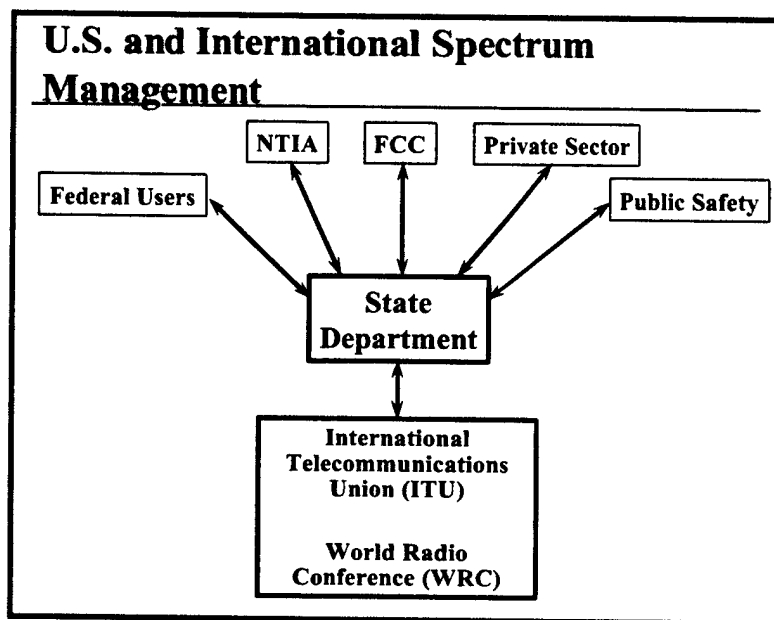 U.S. and International Spectrum
Management
NTIA
FCC
Private Sector
Federal Users
Public Safety
State
Department
International
Telecommunications
Union (ITU)
World Radio
Conference (WRC)